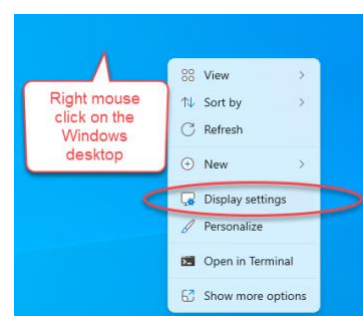 Right mouse
click on the
Windows
desktop
View
Sort by
Refresh
New
Display settings
Personalize
Open in Terminal
Show more options